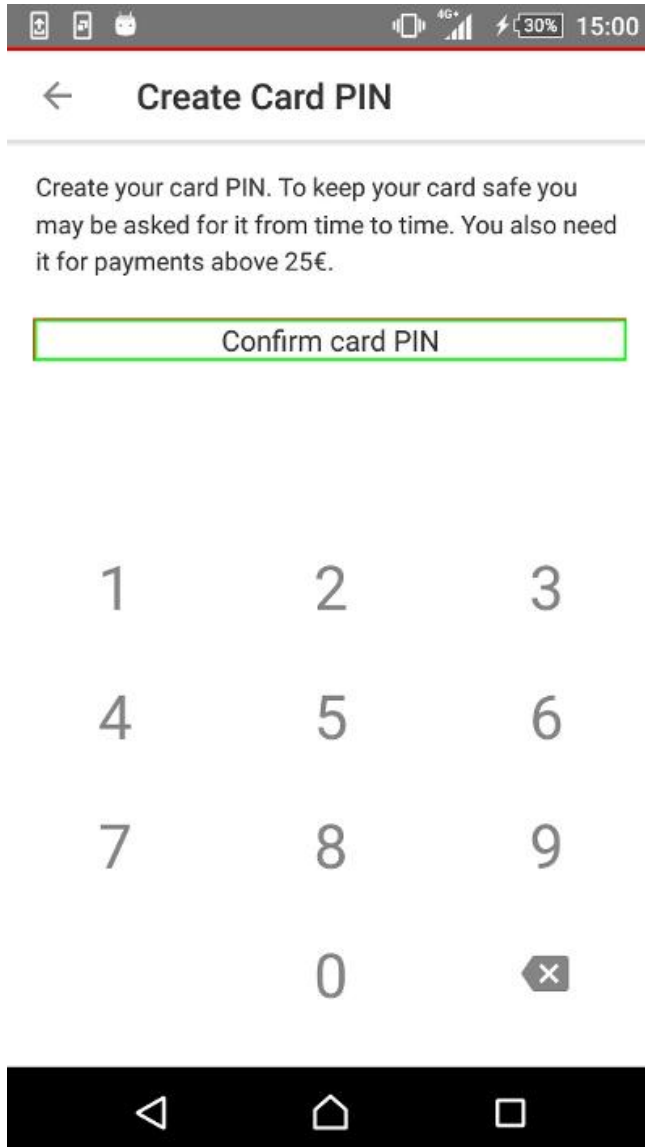 4G+ 30% 15:00
Create Card PIN
Create your card PIN. To keep your card safe you
may be asked for it from time to time. You also need
it for payments above 25€.
Confirm card PIN
1 2 3
4 5 6
7 8 9
0